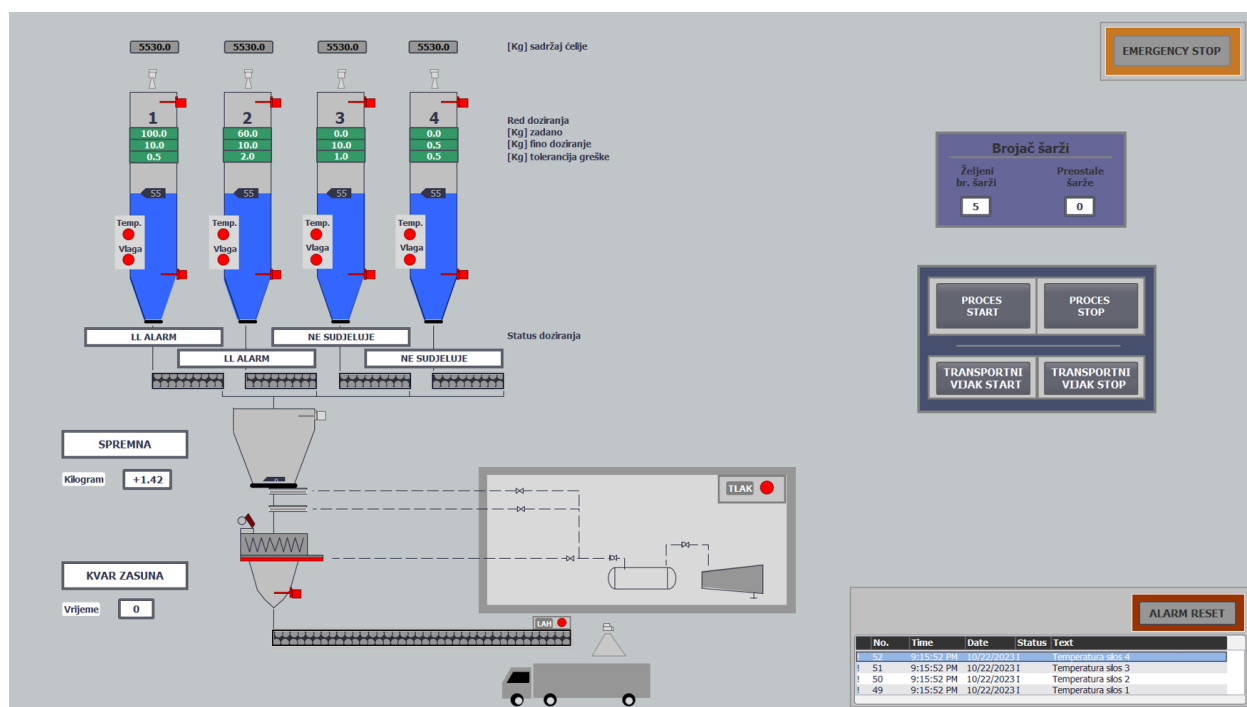 5530.0 5530.0 5530.0 5530.0 [Kg] sadržaj ćelije
EMERGENCY STOP
1 2 3 4 Red doziranja
100.0 60.0 0.0 0.0 [Kg] zadano
10.0 10.0 10.0 0.5 [Kg] fino doziranje
0.5 2.0 1.0 0.5 [Kg] tolerancija greške
Brojač šarži
Željeni br. šarži
Preostale šarže
5 0
55 55 55 55
Temp. Temp. Temp. Temp.
Vlaga Vlaga Vlaga Vlaga
PROCES START
PROCES STOP
LL ALARM NE SUDJELUJE Status doziranja
LL ALARM NE SUDJELUJE
TRANSPORTNI VIJAK START
TRANSPORTNI VIJAK STOP
SPREMNA
Kilogram +1.42
0
TLAK
KVAR ZASUNA
Vrijeme 0
LAH
ALARM RESET
No. Time Date Status Text
! 52 9:15:52 PM 10/22/2023 I Temperatura silos 4
! 51 9:15:52 PM 10/22/2023 I Temperatura silos 3
! 50 9:15:52 PM 10/22/2023 I Temperatura silos 2
! 49 9:15:52 PM 10/22/2023 I Temperatura silos 1